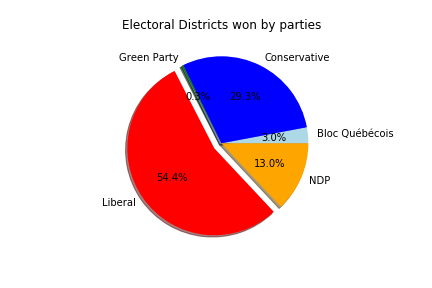 Electoral Districts won by parties
Green Party
Conservative
0.3%
29.3%
Bloc Québécois
3.0%
13.0%
54.4%
NDP
Liberal